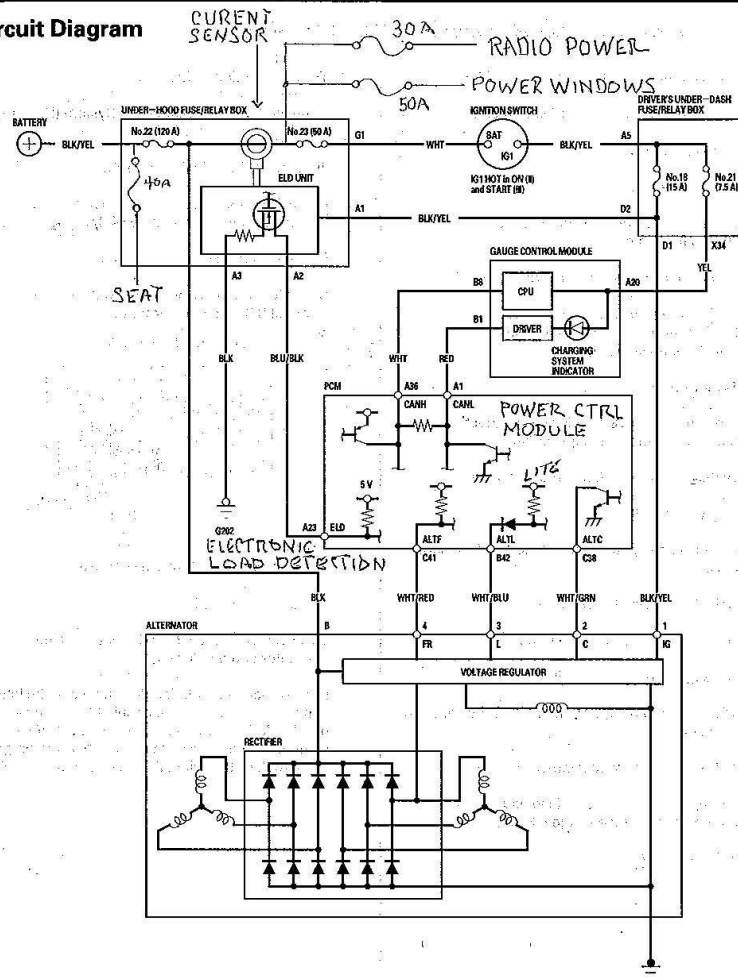 rcuit Diagram
CURENT
SENSOR
30A
RADIO POWER
POWER WINDOWS
50A
BATTERY
BLK/YEL
UNDER-HOOD FUSE/RELAY BOX
No.22 (120 A)
No.23 (50 A)
G1
WHT
IGNITION SWITCH
BAT
IG1
IG1 HOT in ON (II)
and START (III)
BLK/YEL
DRIVER'S UNDER-DASH
FUSE/RELAY BOX
A5
No.18
(15 A)
No.21
(7.5 A)
40A
ELD UNIT
A1
BLK/YEL
D2
D1
X34
A3
A2
SEAT
YEL
GAUGE CONTROL MODULE
B8
CPU
A20
B1
DRIVER
CHARGING
SYSTEM
INDICATOR
BLK
BLU/BLK
WHT
RED
PCM
A36
A1
CANH
CANL
POWER CTRL
MODULE
5 V
LITE
G202
A23
ELD
ALTF
ALTL
ALTC
ELECTRONIC
LOAD DETECTION
C41
B42
C38
BLK
WHT/RED
WHT/BLU
WHT/GRN
BLK/YEL
ALTERNATOR
B
4
3
2
1
FR
L
C
IG
VOLTAGE REGULATOR
RECTIFIER